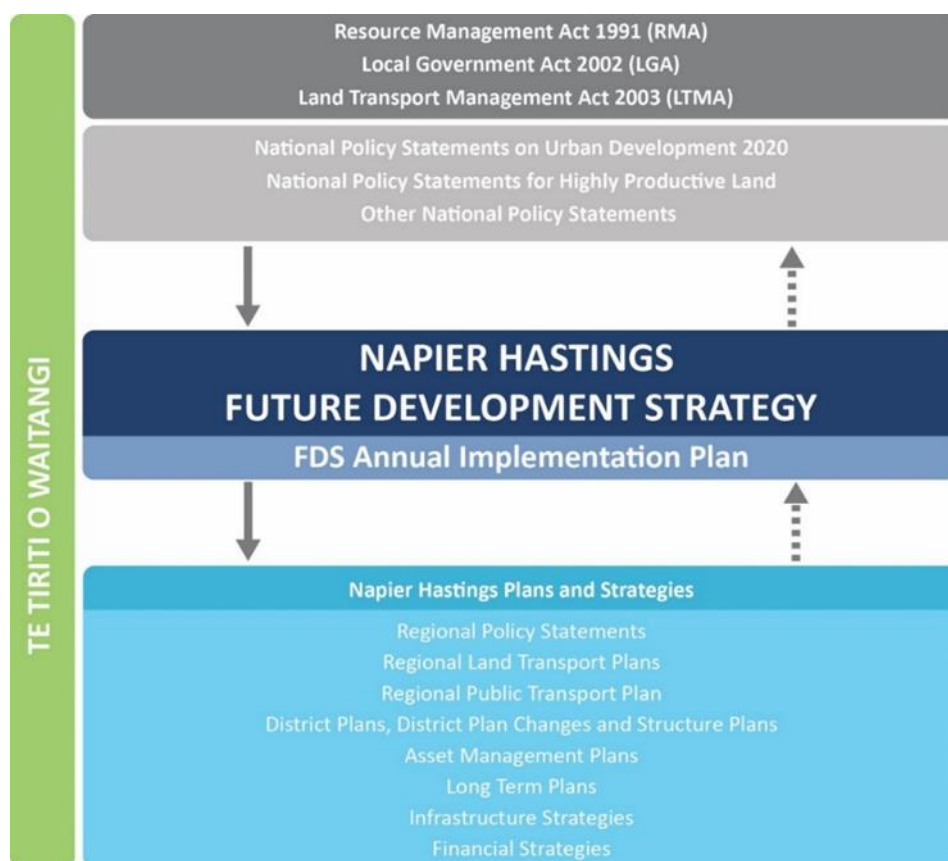 TE TIRITI O WAITANGI
Resource Management Act 1991 (RMA)
Local Government Act 2002 (LGA)
Land Transport Management Act 2003 (LTMA)
National Policy Statements on Urban Development 2020
National Policy Statements for Highly Productive Land
Other National Policy Statements
NAPIER HASTINGS
FUTURE DEVELOPMENT STRATEGY
FDS Annual Implementation Plan
Napier Hastings Plans and Strategies
Regional Policy Statements
Regional Land Transport Plans
Regional Public Transport Plan
District Plans, District Plan Changes and Structure Plans
Asset Management Plans
Long Term Plans
Infrastructure Strategies
Financial Strategies